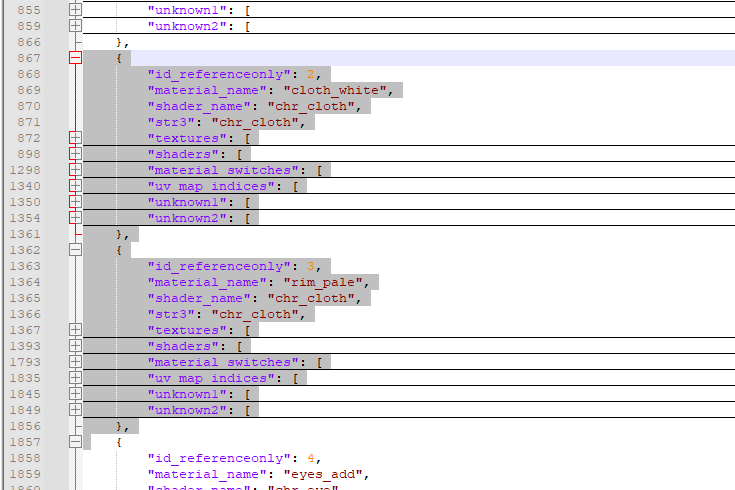 855 "unknown1": [
859 "unknown2": [
866 },
867 {
868 "id_referenceonly": 2,
869 "material_name": "cloth_white",
870 "shader_name": "chr_cloth",
871 "str3": "chr_cloth",
872 "textures": [
898 "shaders": [
1298 "material_switches": [
1340 "uv_map_indices": [
1350 "unknown1": [
1354 "unknown2": [
1361 },
1362 {
1363 "id_referenceonly": 3,
1364 "material_name": "rim_pale",
1365 "shader_name": "chr_cloth",
1366 "str3": "chr_cloth",
1367 "textures": [
1393 "shaders": [
1793 "material_switches": [
1835 "uv_map_indices": [
1845 "unknown1": [
1849 "unknown2": [
1856 },
1857 {
1858 "id_referenceonly": 4,
1859 "material_name": "eyes_add",
1860 "shader_name": "chr_eye"